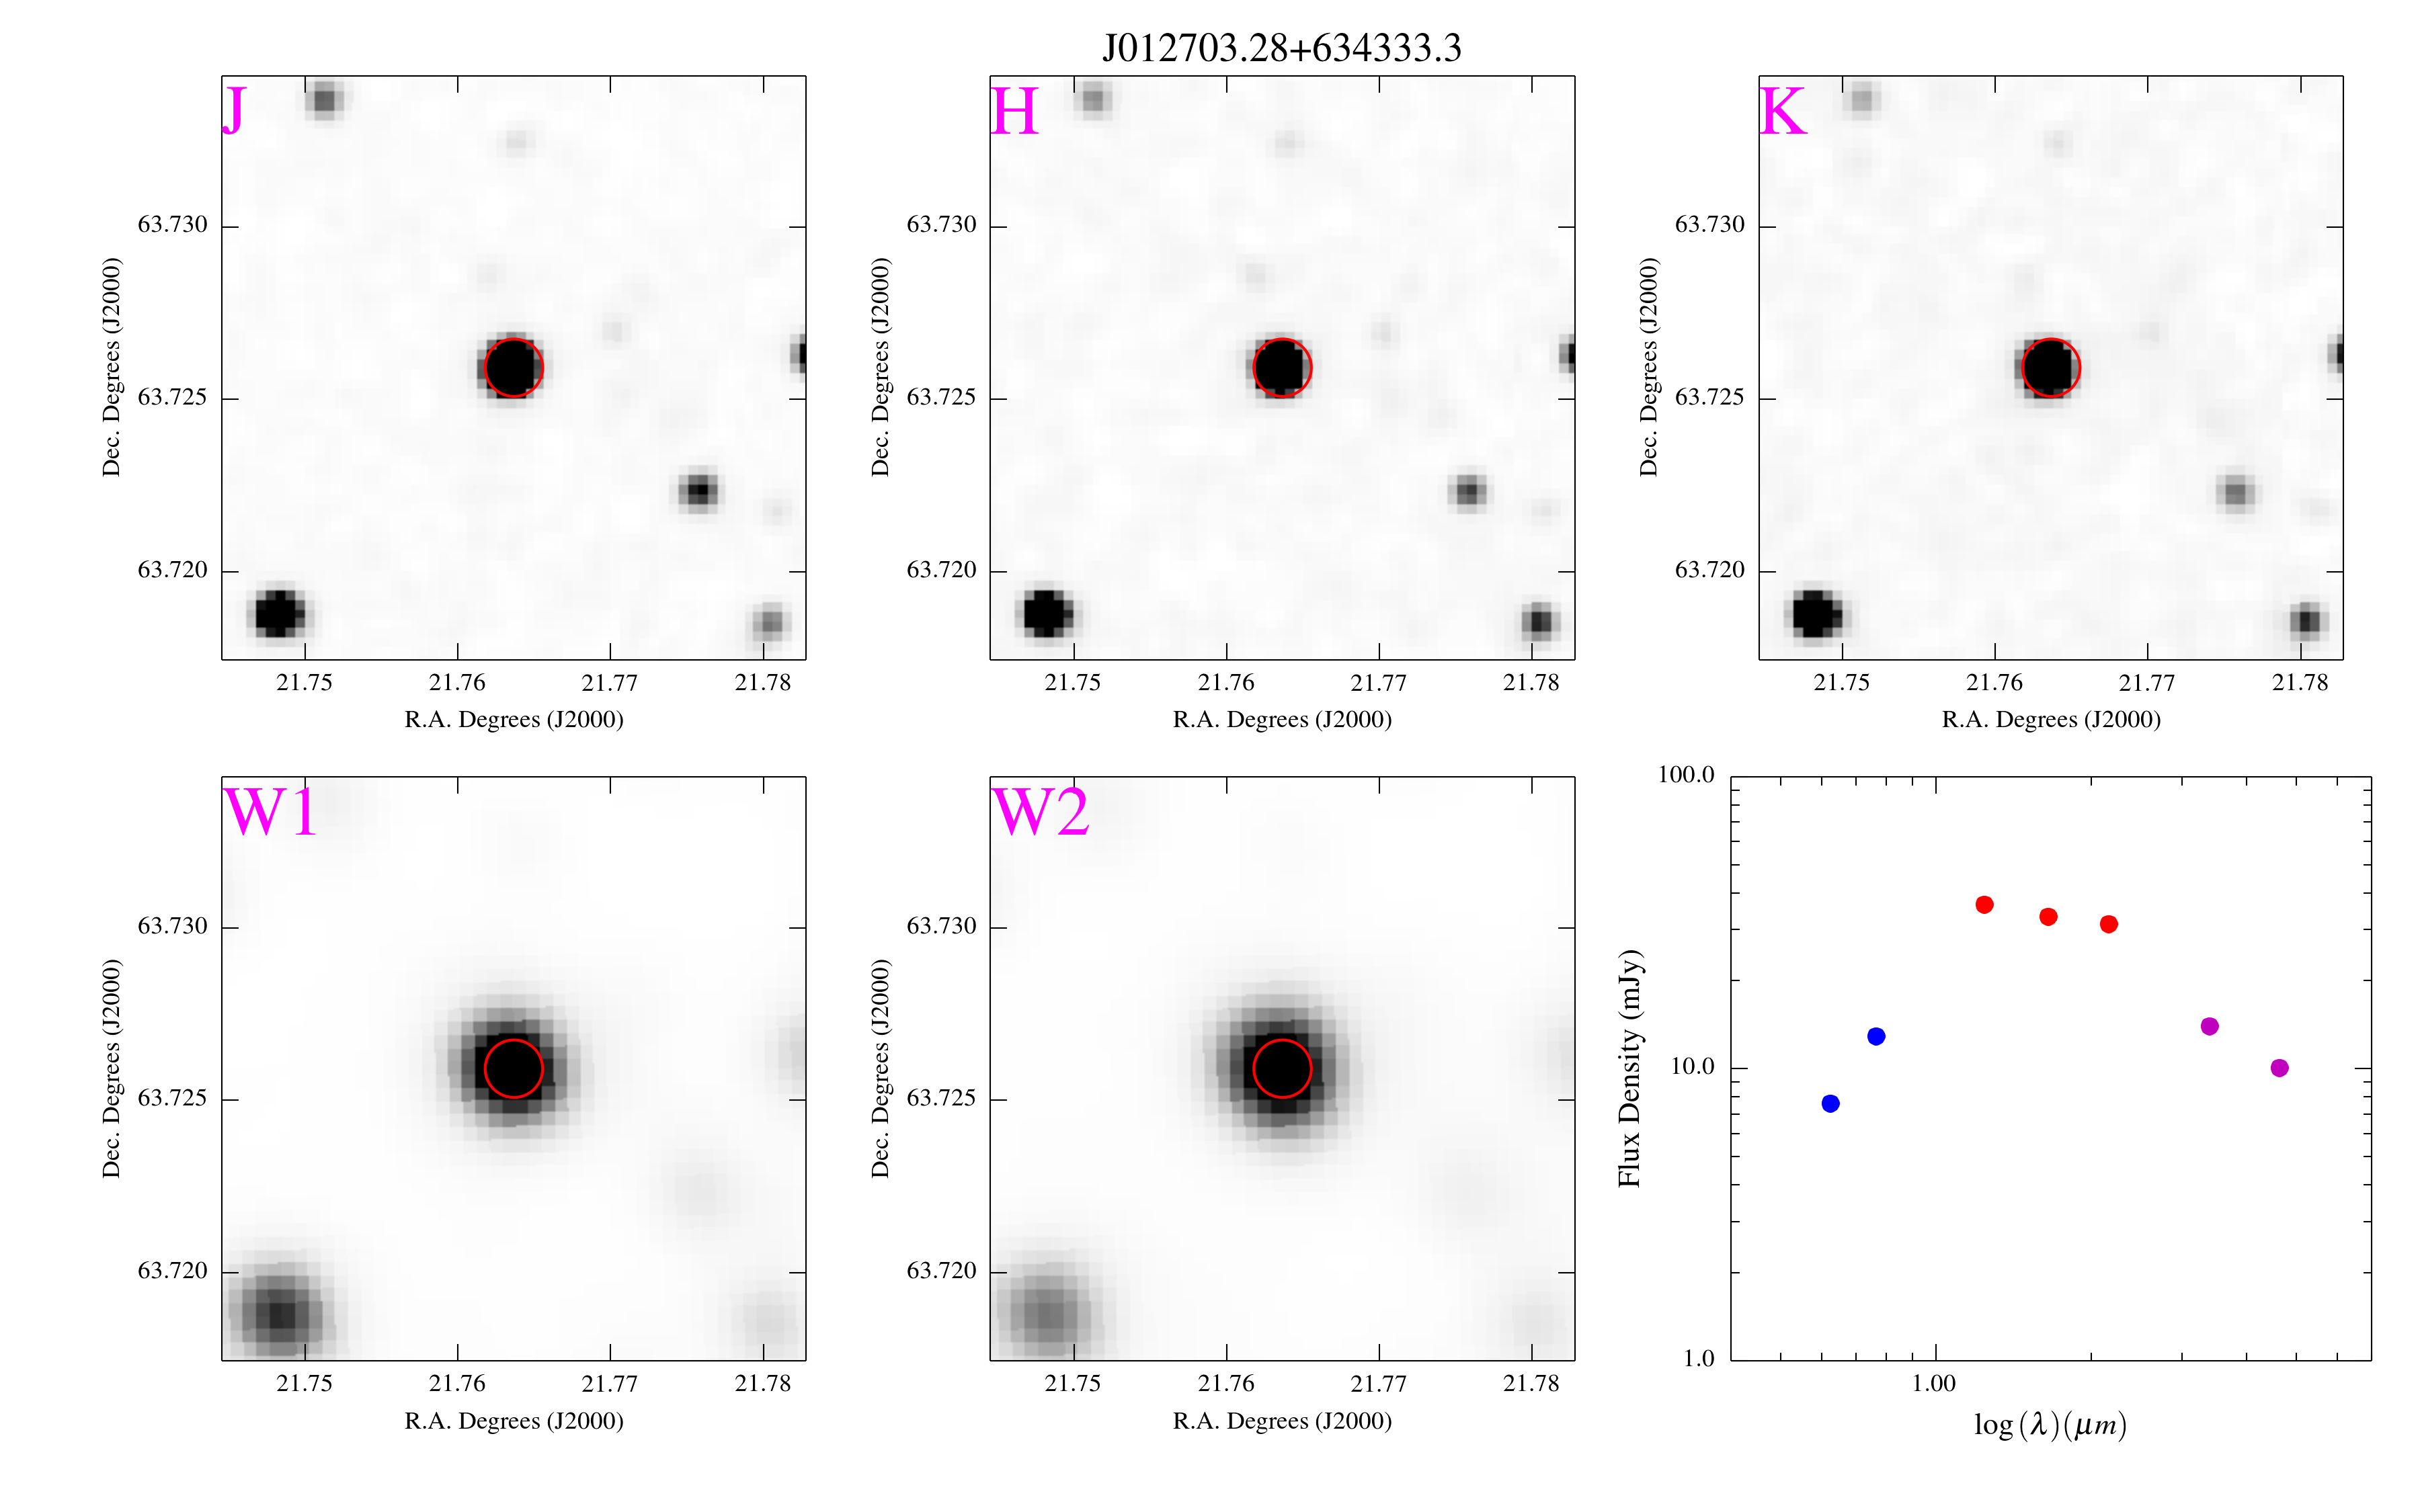 J012703.28+634333.3
J
63.730
63.725
63.720
Dec. Degrees (J2000)
21.75 21.76 21.77 21.78
R.A. Degrees (J2000)
H
63.730
63.725
63.720
Dec. Degrees (J2000)
21.75 21.76 21.77 21.78
R.A. Degrees (J2000)
K
63.730
63.725
63.720
Dec. Degrees (J2000)
21.75 21.76 21.77 21.78
R.A. Degrees (J2000)
W1
63.730
63.725
63.720
Dec. Degrees (J2000)
21.75 21.76 21.77 21.78
R.A. Degrees (J2000)
W2
63.730
63.725
63.720
Dec. Degrees (J2000)
21.75 21.76 21.77 21.78
R.A. Degrees (J2000)
100.0
10.0
1.0
Flux Density (mJy)
1.00
log (λ)(μm)